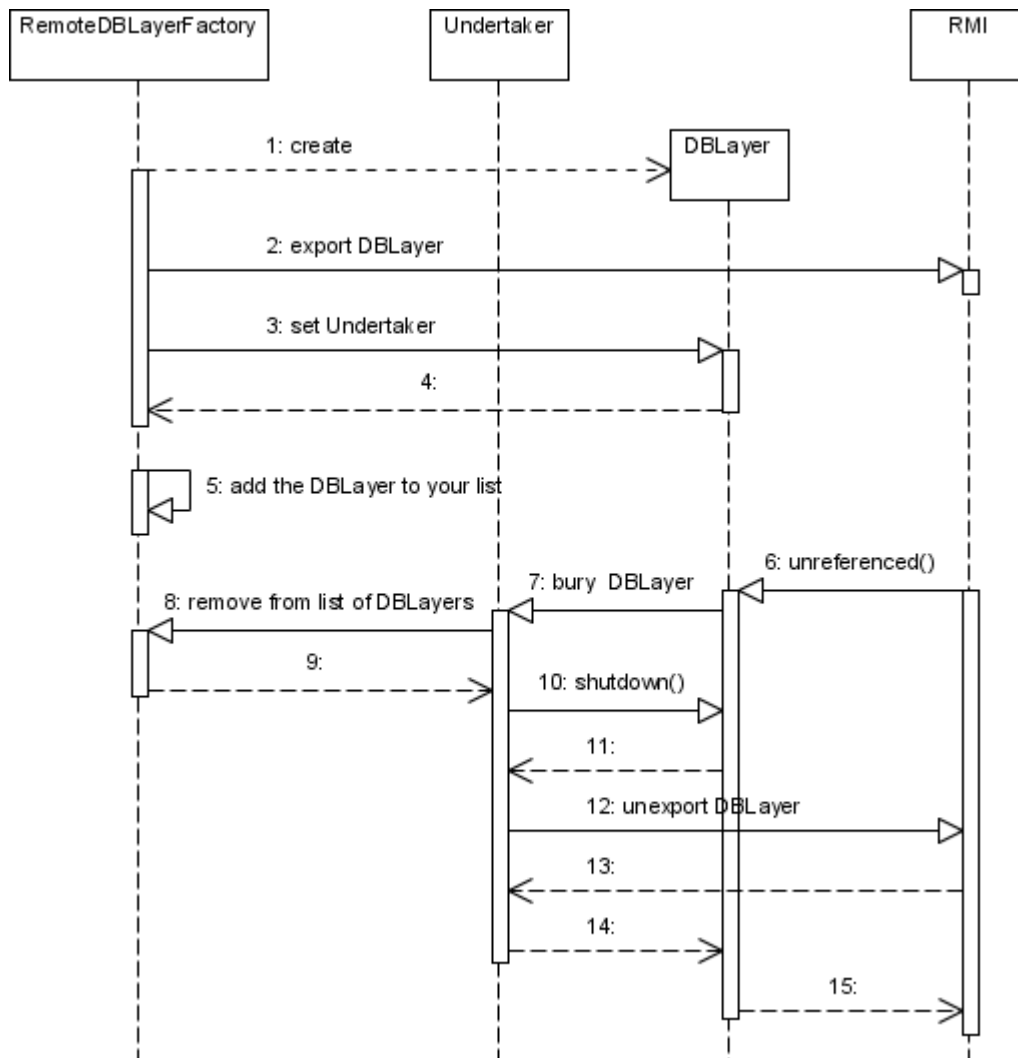 RemoteDBLayerFactory
Undertaker
RMI
1: create
DBLayer
2: export DBLayer
3: set Undertaker
4:
5: add the DBLayer to your list
6: unreferenced()
7: bury DBLayer
8: remove from list of DBLayers
9:
10: shutdown()
11:
12: unexport DBLayer
13:
14:
15: